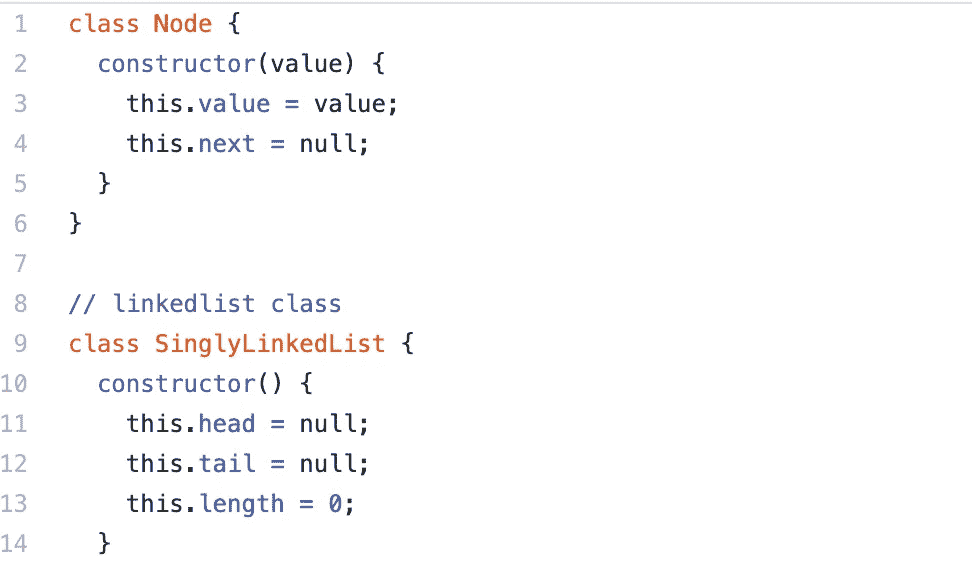 1 class Node {
2 constructor(value) {
3 this.value = value;
4 this.next = null;
5 }
6 }
7
8 // linkedlist class
9 class SinglyLinkedList {
10 constructor() {
11 this.head = null;
12 this.tail = null;
13 this.length = 0;
14 }